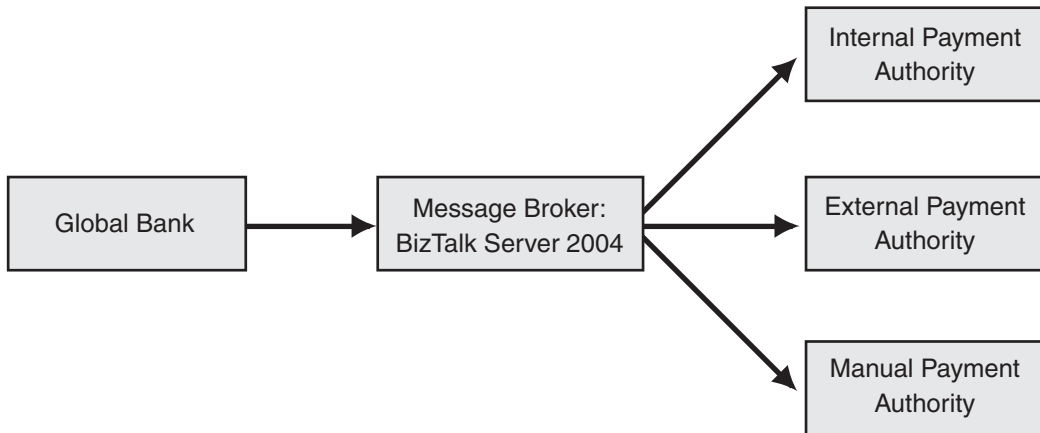 Internal Payment
Authority
Global Bank
Message Broker:
BizTalk Server 2004
External Payment
Authority
Manual Payment
Authority